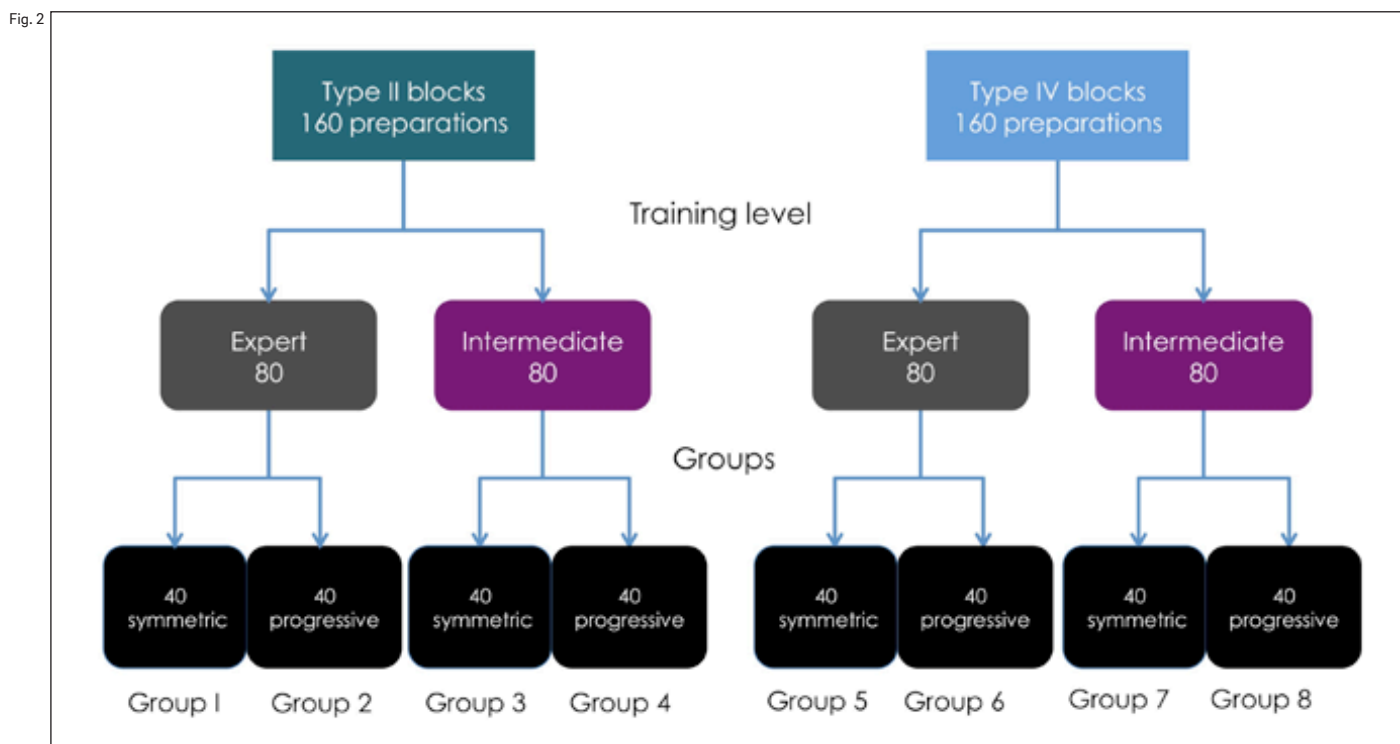 Fig. 2
Type II blocks
160 preparations
Type IV blocks
160 preparations
Training level
Expert
80
Intermediate
80
Expert
80
Intermediate
80
Groups
40
symmetric
40
progressive
40
symmetric
40
progressive
40
symmetric
40
progressive
40
symmetric
40
progressive
Group 1
Group 2
Group 3
Group 4
Group 5
Group 6
Group 7
Group 8